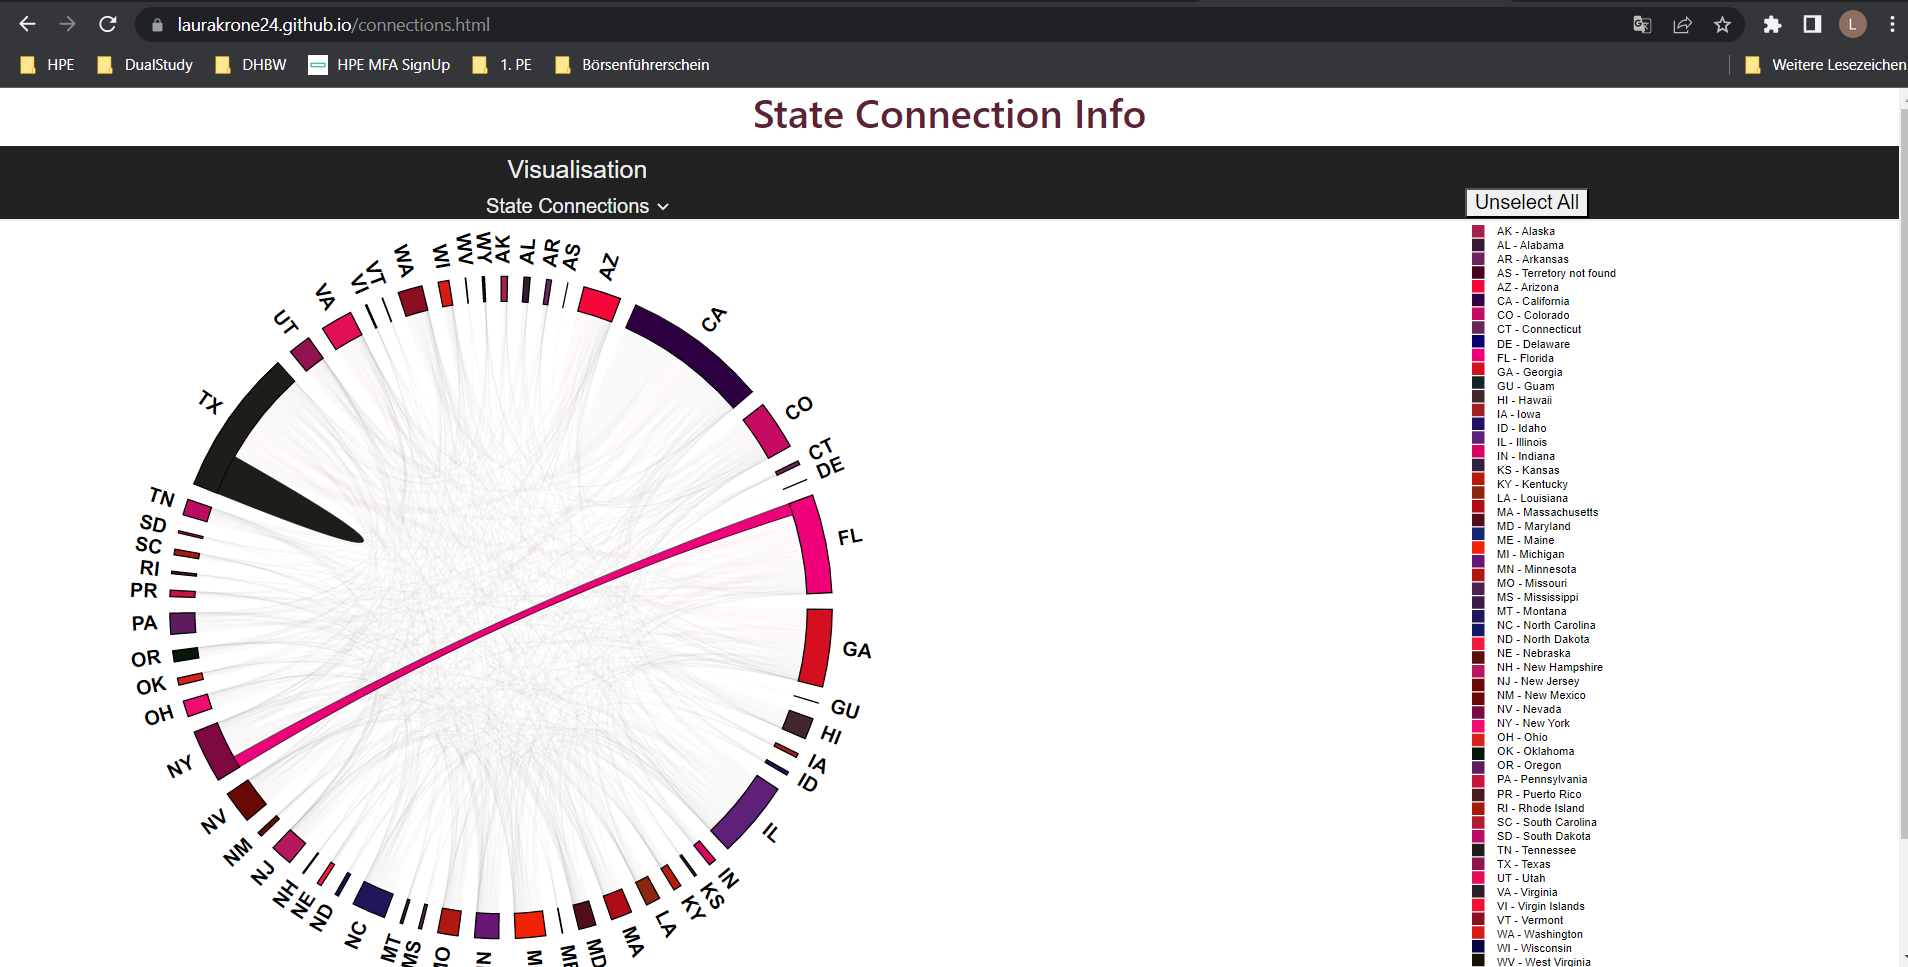 laurakrone24.github.io/connections.html
L
HPE
DualStudy
DHBW
HPE MFA SignUp
1. PE
Börsenführerschein
Weitere Lesezeichen
State Connection Info
Visualisation
State Connections
Unselect All
AK
AL
AR
AS
AZ
CA
CO
CT
DE
FL
GA
GU
HI
IA
ID
IL
IN
KS
KY
LA
MA
MD
M
MO
MS
MT
NC
ND
NE
NH
NJ
NM
NV
NY
OH
OK
OR
PA
PR
RI
SC
SD
TN
TX
UT
VA
VI
VT
WA
WI
WV
WY
AK - Alaska
AL - Alabama
AR - Arkansas
AS - Terretory not found
AZ - Arizona
CA - California
CO - Colorado
CT - Connecticut
DE - Delaware
FL - Florida
GA - Georgia
GU - Guam
HI - Hawaii
IA - Iowa
ID - Idaho
IL - Illinois
IN - Indiana
KS - Kansas
KY - Kentucky
LA - Louisiana
MA - Massachusetts
MD - Maryland
ME - Maine
MI - Michigan
MN - Minnesota
MO - Missouri
MS - Mississippi
MT - Montana
NC - North Carolina
ND - North Dakota
NE - Nebraska
NH - New Hampshire
NJ - New Jersey
NM - New Mexico
NV - Nevada
NY - New York
OH - Ohio
OK - Oklahoma
OR - Oregon
PA - Pennsylvania
PR - Puerto Rico
RI - Rhode Island
SC - South Carolina
SD - South Dakota
TN - Tennessee
TX - Texas
UT - Utah
VA - Virginia
VI - Virgin Islands
VT - Vermont
WA - Washington
WI - Wisconsin
WV - West Virginia